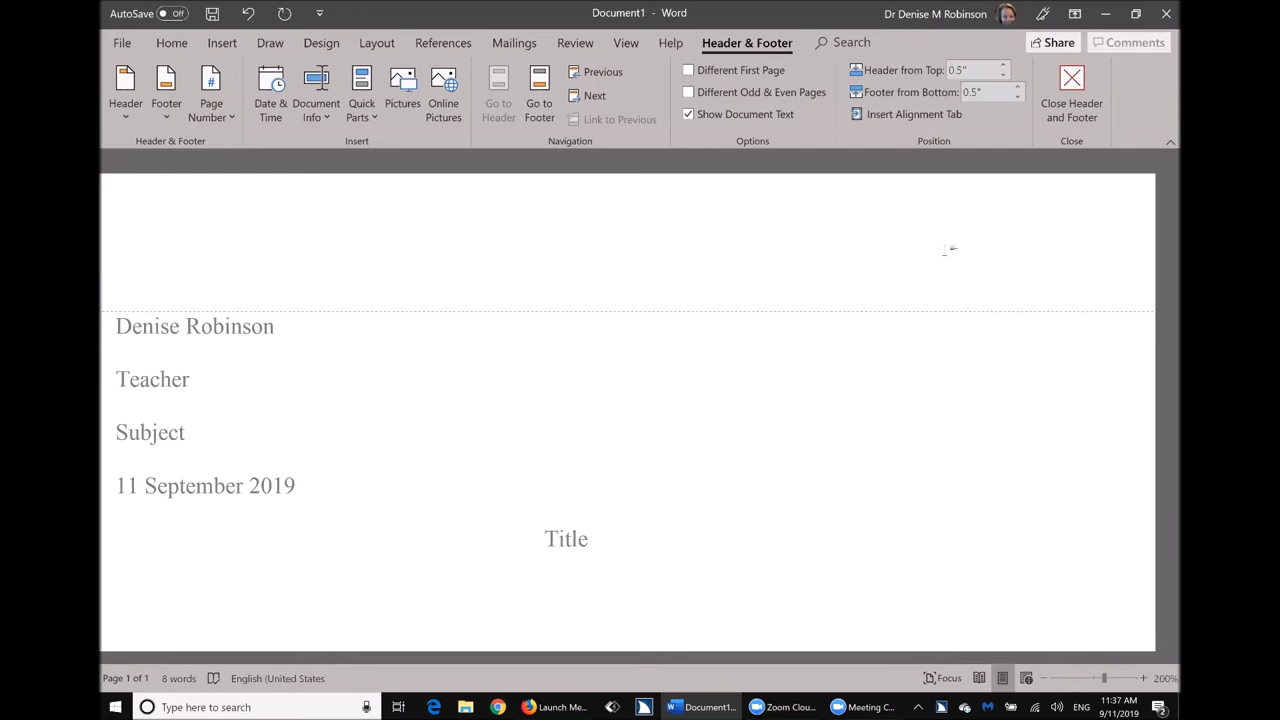 AutoSave Off
Document1 - Word
Dr Denise M Robinson
File Home Insert Draw Design Layout References Mailings Review View Help Header & Footer Search
Share Comments
Header
Footer
Page Number
Header & Footer
Date & Time
Document Info
Quick Parts
Pictures
Online Pictures
Insert
Go to Header
Go to Footer
Previous
Next
Link to Previous
Navigation
Different First Page
Different Odd & Even Pages
Show Document Text
Options
Header from Top: 0.5"
Footer from Bottom: 0.5"
Insert Alignment Tab
Position
Close Header and Footer
Close
Denise Robinson
Teacher
Subject
11 September 2019
Title
Page 1 of 1 8 words English (United States
Focus 200%
Type here to search
Launch Me...
Document1...
Zoom Clou...
Meeting C...
ENG
11:37 AM
9/11/2019
2